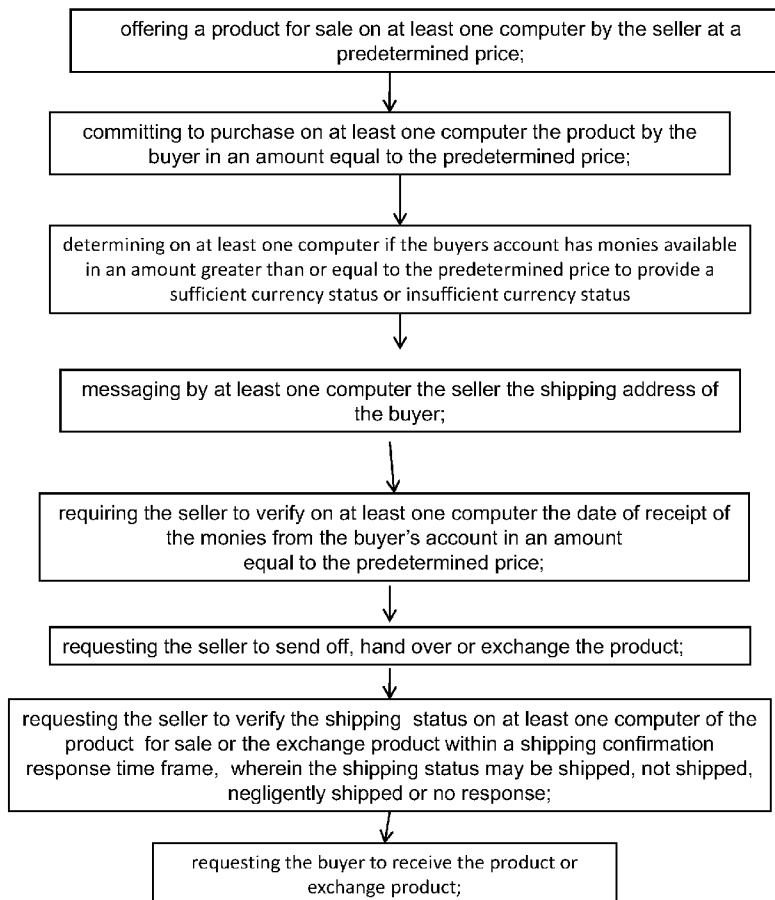 offering a product for sale on at least one computer by the seller at a
predetermined price;
committing to purchase on at least one computer the product by the
buyer in an amount equal to the predetermined price;
determining on at least one computer if the buyers account has monies available
in an amount greater than or equal to the predetermined price to provide a
sufficient currency status or insufficient currency status
messaging by at least one computer the seller the shipping address of
the buyer;
requiring the seller to verify on at least one computer the date of receipt of
the monies from the buyer's account in an amount
equal to the predetermined price;
requesting the seller to send off, hand over or exchange the product;
requesting the seller to verify the shipping status on at least one computer of the
product for sale or the exchange product within a shipping confirmation
response time frame, wherein the shipping status may be shipped, not shipped,
negligently shipped or no response;
requesting the buyer to receive the product or
exchange product;